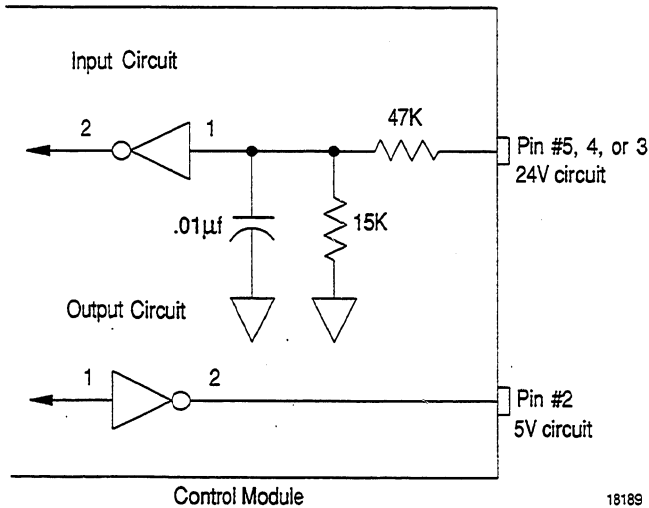 Input Circuit
2
1
47K
Pin #5, 4, or 3
24V circuit
.01µf
15K
Output Circuit
1
2
Pin #2
5V circuit
Control Module
18189